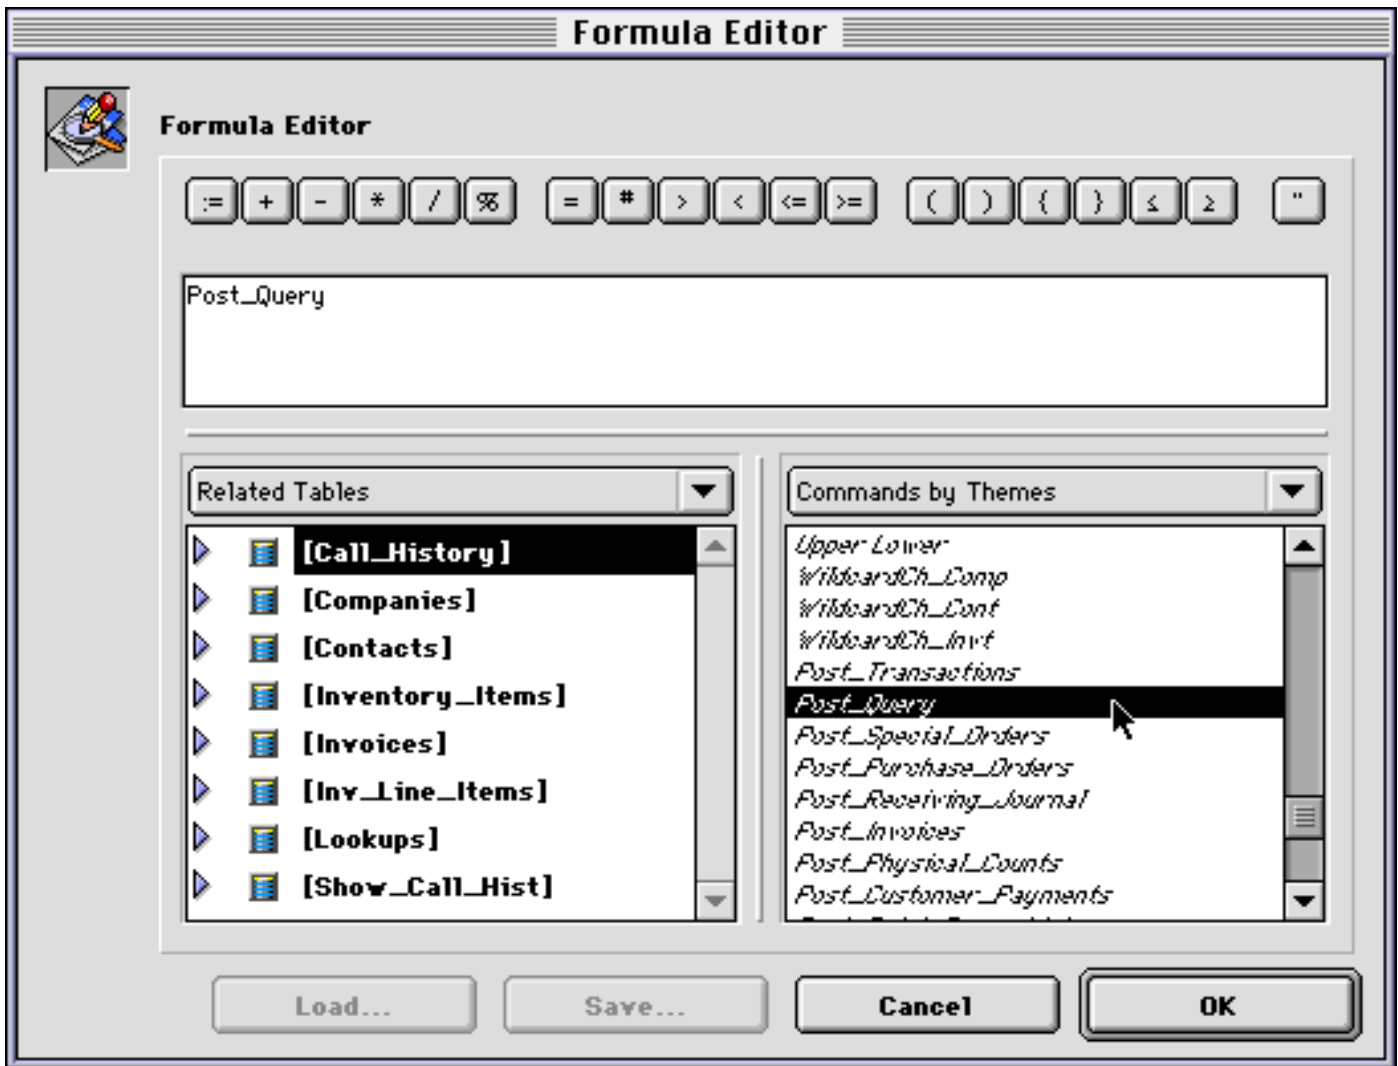 Formula Editor
Formula Editor
:= + - * / % = # > < <= >= ( ) { } ≤ ≥ "
Post_Query
Related Tables
[Call_History]
[Companies]
[Contacts]
[Inventory_Items]
[Invoices]
[Inv_Line_Items]
[Lookups]
[Show_Call_Hist]
Commands by Themes
Upper Lower
WildcardCh_Comp
WildcardCh_Cont
WildcardCh_Invt
Post_Transactions
Post_Query
Post_Special_Orders
Post_Purchase_Orders
Post_Receiving_Journal
Post_Invoices
Post_Physical_Counts
Post_Customer_Payments
Load...
Save...
Cancel
OK